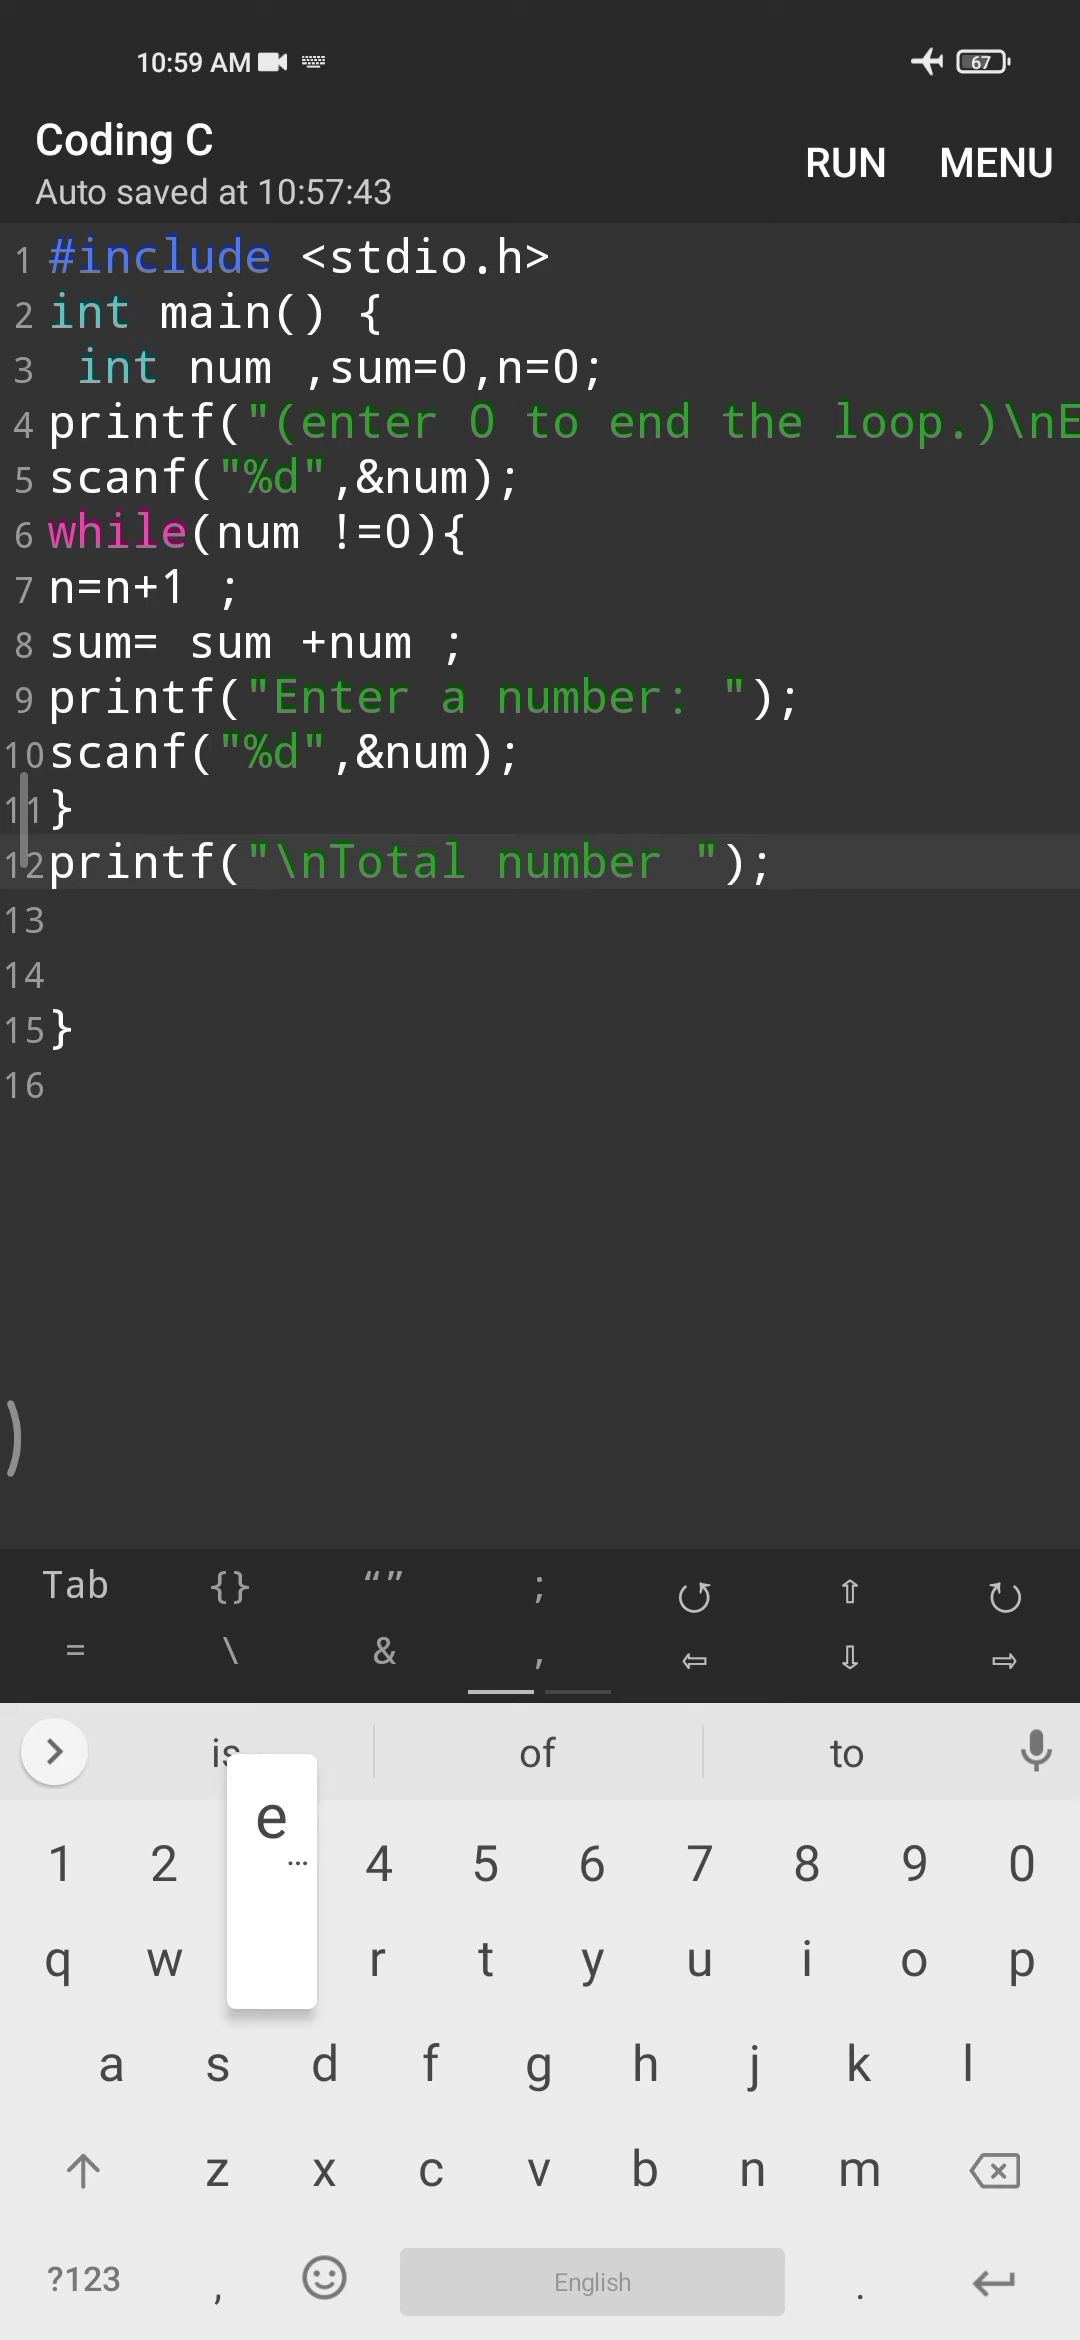 10:59 AM 67
Coding C
Auto saved at 10:57:43
RUN MENU
1 #include <stdio.h>
2 int main() {
3  int num ,sum=0,n=0;
4 printf("(enter 0 to end the loop.)\nE
5 scanf("%d",&num);
6 while(num !=0){
7 n=n+1 ;
8 sum= sum +num ;
9 printf("Enter a number: ");
10 scanf("%d",&num);
11 }
12 printf("\nTotal number ");
13
14
15 }
16
Tab {} “” ; ⇧
= \ & , ⇦ ⇩ ⇨
is of to
e
...
1 2 4 5 6 7 8 9 0
q w r t y u i o p
a s d f g h j k l
z x c v b n m
?123 , English .